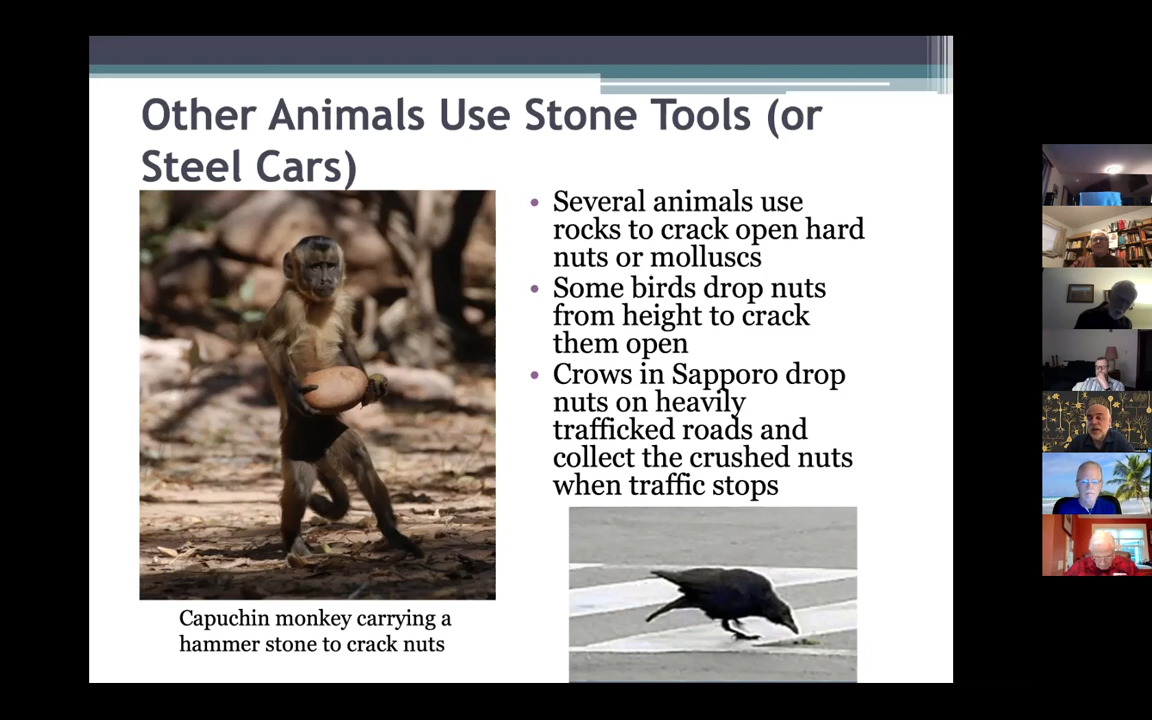 Other Animals Use Stone Tools (or
Steel Cars)
• Several animals use
rocks to crack open hard
nuts or molluscs
• Some birds drop nuts
from height to crack
them open
• Crows in Sapporo drop
nuts on heavily
trafficked roads and
collect the crushed nuts
when traffic stops
Capuchin monkey carrying a
hammer stone to crack nuts